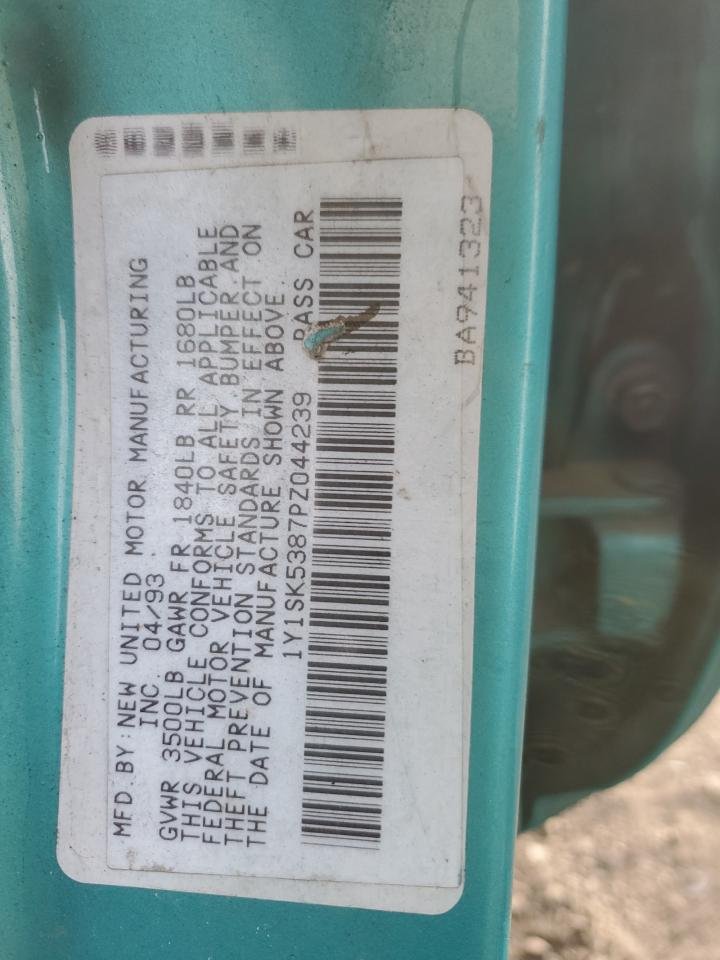 MFD.BY:NEW UNITED MOTOR MANUFACTURING
INC. 04/93
GVWR 3500LB GAWR FR 1840LB RR 1680LB
THIS VEHICLE CONFORMS TO ALL APPLICABLE
FEDERAL MOTOR VEHICLE SAFETY,BUMPER,AND
THEFT PREVENTION STANDARDS IN EFFECT ON
THE DATE OF MANUFACTURE SHOWN ABOVE.
1Y1SK5387PZ044239 PASS CAR
BA941323